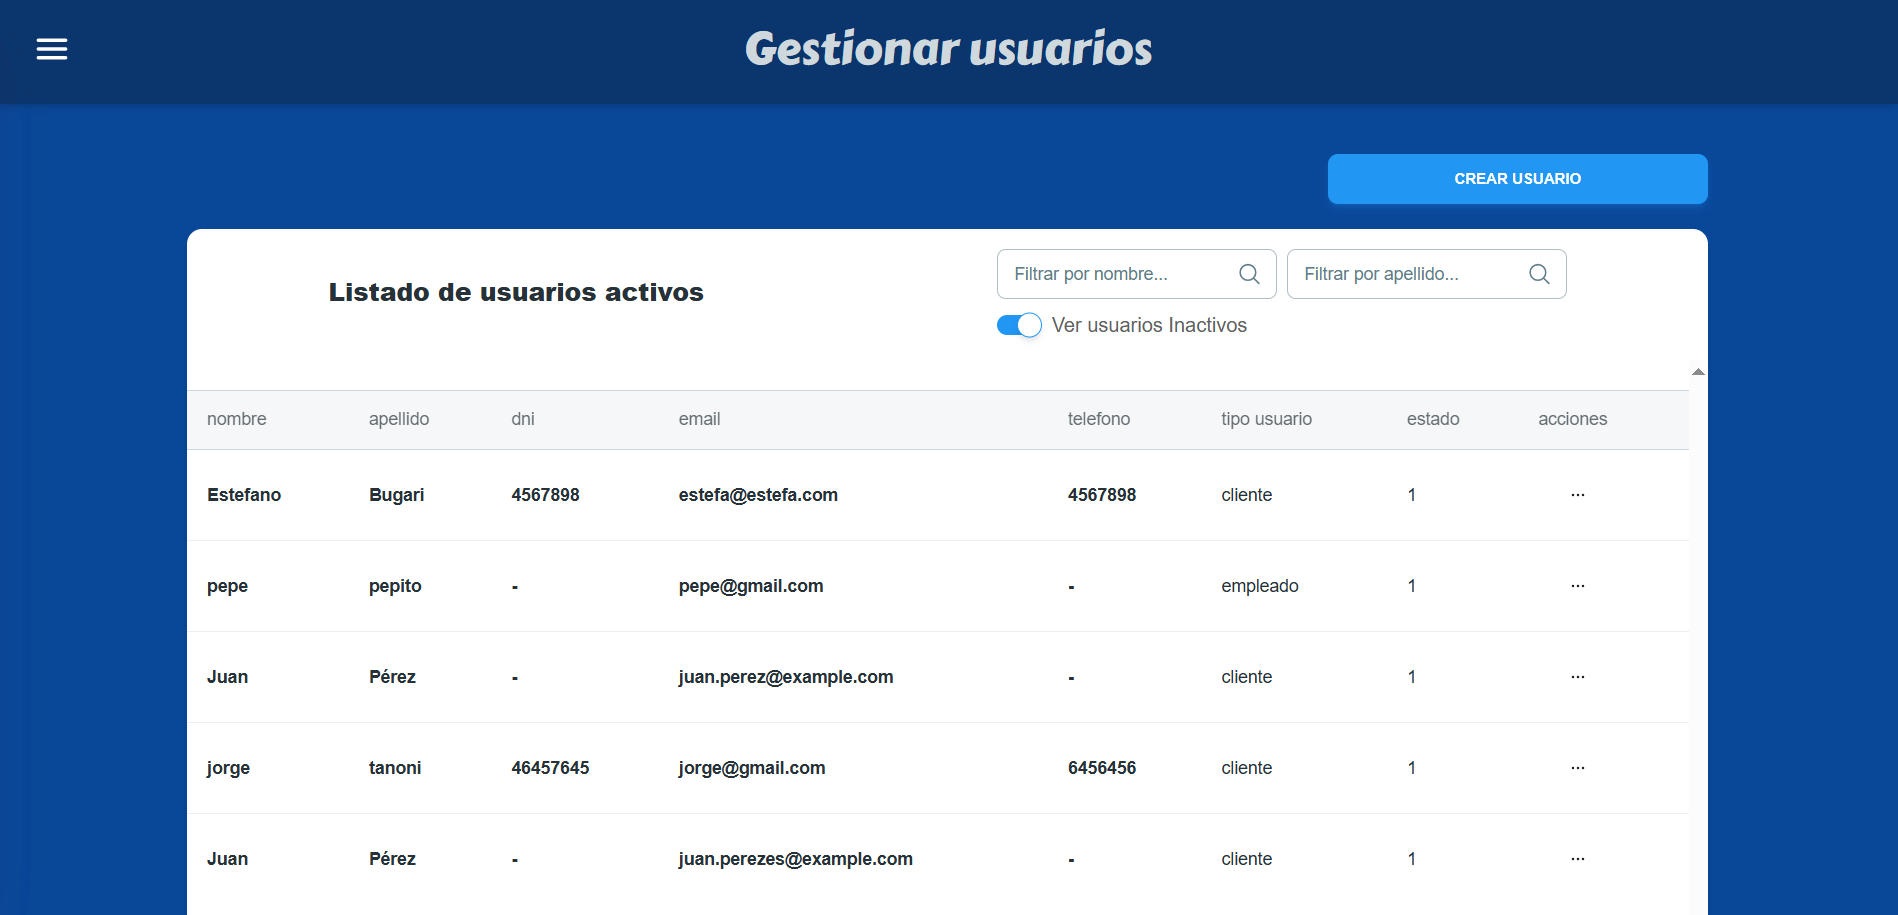 Gestionar usuarios
CREAR USUARIO
Listado de usuarios activos
Filtrar por nombre... Filtrar por apellido...
Ver usuarios Inactivos
nombre apellido dni email telefono tipo usuario estado acciones
Estefano Bugari 4567898 estefa@estefa.com 4567898 cliente 1 ...
pepe pepito - pepe@gmail.com - empleado 1 ...
Juan Pérez - juan.perez@example.com - cliente 1 ...
jorge tanoni 46457645 jorge@gmail.com 6456456 cliente 1 ...
Juan Pérez - juan.perezes@example.com - cliente 1 ...